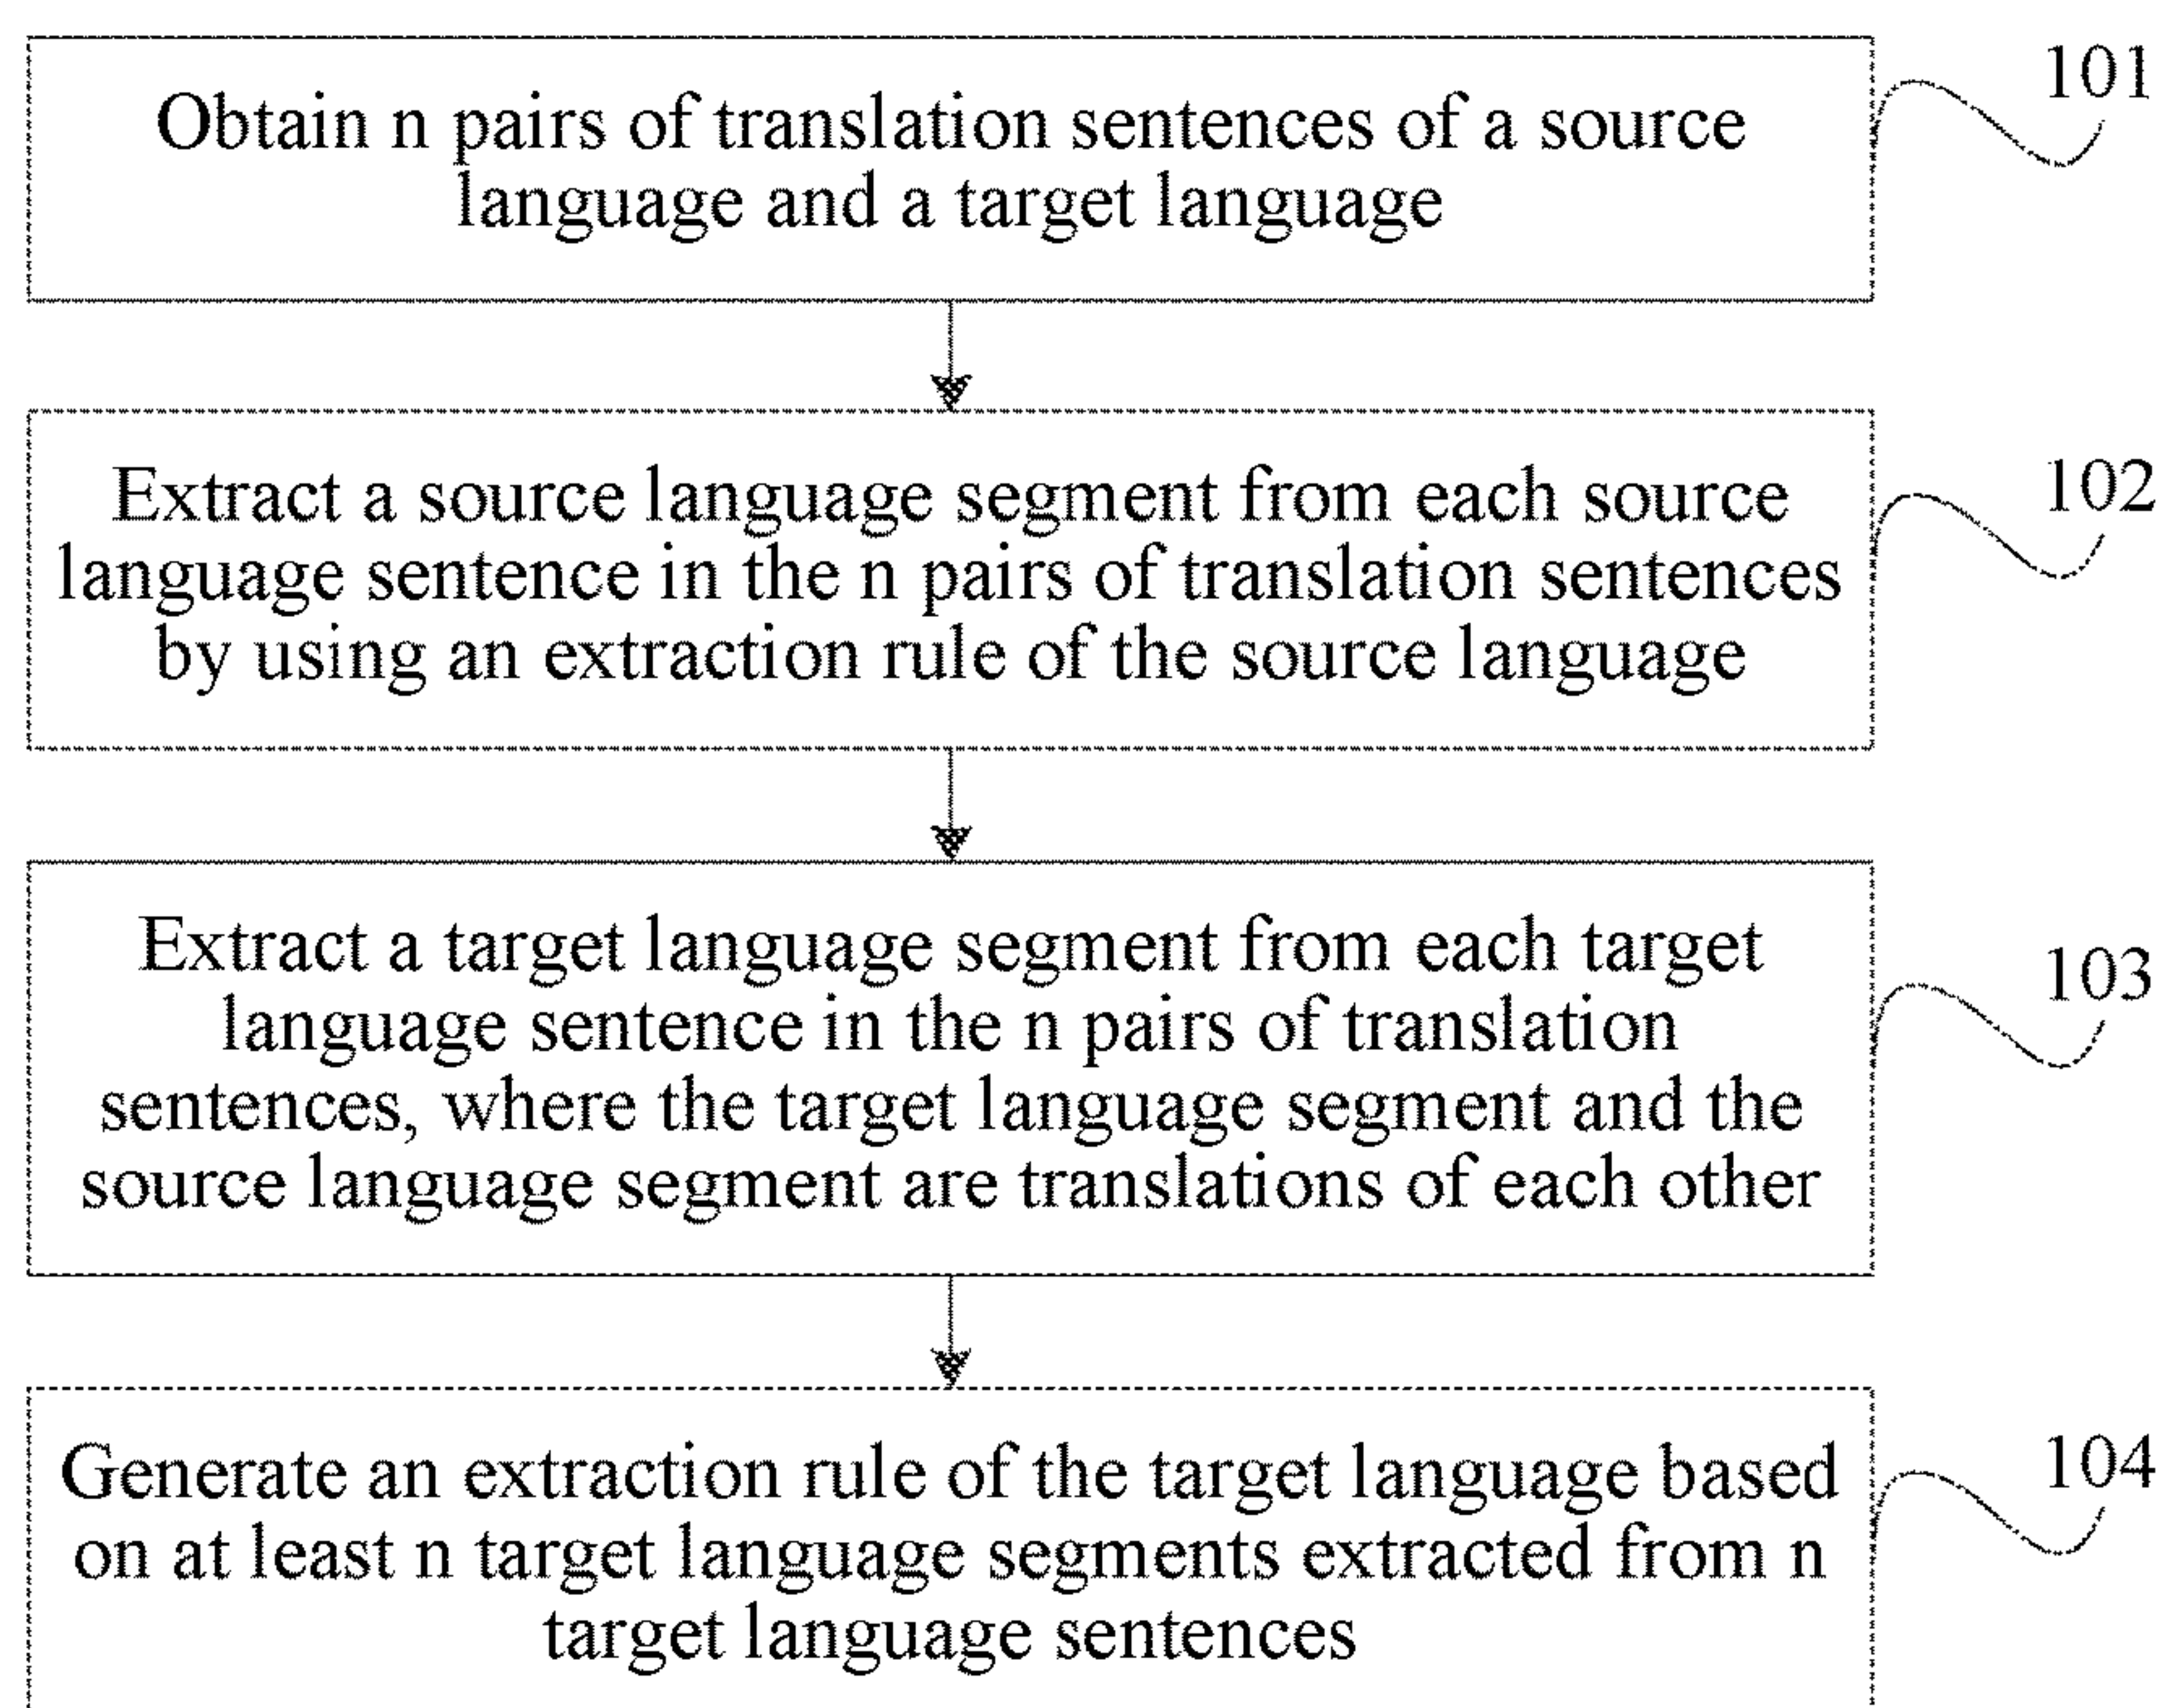 Obtain n pairs of translation sentences of a source
language and a target language
101
Extract a source language segment from each source
language sentence in the n pairs of translation sentences
by using an extraction rule of the source language
102
Extract a target language segment from each target
language sentence in the n pairs of translation
sentences, where the target language segment and the
source language segment are translations of each other
103
Generate an extraction rule of the target language based
on at least n target language segments extracted from n
target language sentences
104